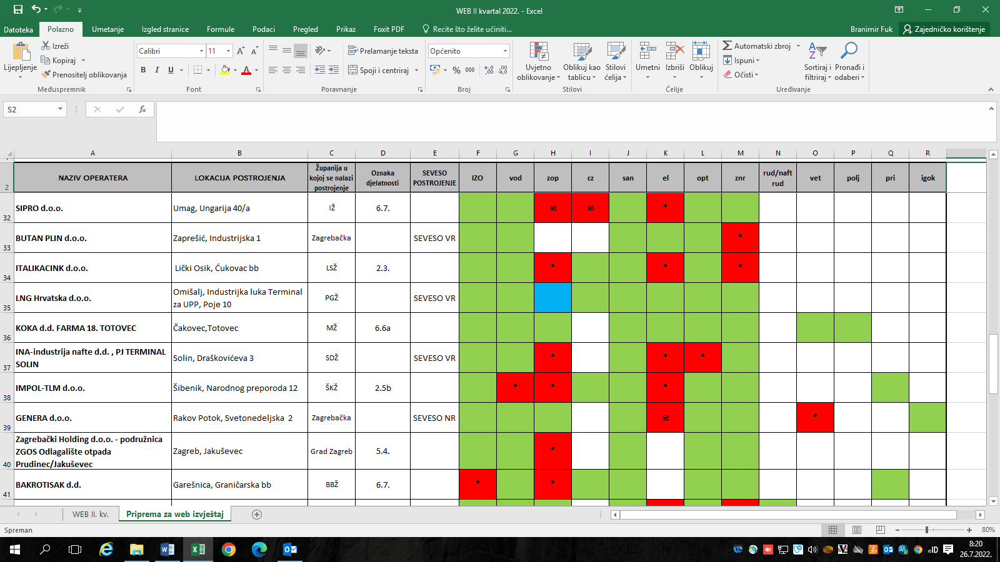 WEB II kvartal 2022. - Excel
Datoteka Polazno Umetanje Izgled stranice Formule Podaci Pregled Prikaz Foxit PDF Recite što želite učiniti... Branimir Fuk Zajedničko korištenje
Lijepljenje
Izreži
Kopiraj
Prenositelj oblikovanja
Međuspremnik
Calibri 11
B I U
Font
Prelamanje teksta
Spoji i centriraj
Poravnanje
Općenito
% 000
Broj
Uvjetno oblikovanje
Oblikuj kao tablicu
Stilovi ćelija
Stilovi
Umetni Izbriši Oblikuj
Ćelije
Automatski zbroj
Ispuni
Očisti
Sortiraj i filtriraj
Pronađi i odaberi
Uređivanje
S2 fx
A B C D E F G H I J K L M N O P Q R
2 NAZIV OPERATERA LOKACIJA POSTROJENJA Županija u kojoj se nalazi postrojenje Oznaka djelatnosti SEVESO POSTROJENJE IZO vod zop cz san el opt znr rud/naft rud vet polj pri igok
32 SIPRO d.o.o. Umag, Ungarija 40/a IŽ 6.7. ☑ ☑ *
33 BUTAN PLIN d.o.o. Zaprešić, Industrijska 1 Zagrebačka SEVESO VR *
34 ITALIKACINK d.o.o. Lički Osik, Ćukovac bb LSŽ 2.3. * * *
35 LNG Hrvatska d.o.o. Omišalj, Industrijka luka Terminal za UPP, Poje 10 PGŽ SEVESO VR
36 KOKA d.d. FARMA 18. TOTOVEC Čakovec,Totovec MŽ 6.6a
37 INA-industrija nafte d.d. , PJ TERMINAL SOLIN Solin, Draškovićeva 3 SDŽ SEVESO VR * * *
38 IMPOL-TLM d.o.o. Šibenik, Narodnog preporoda 12 ŠKŽ 2.5b * * *
39 GENERA d.o.o. Rakov Potok, Svetonedeljska 2 Zagrebačka SEVESO NR ☑ *
40 Zagrebački Holding d.o.o. - podružnica ZGOS Odlagalište otpada Prudinec/Jakuševec Zagreb, Jakuševec Grad Zagreb 5.4. *
41 BAKROTISAK d.d. Garešnica, Graničarska bb BBŽ 6.7. * *
WEB II. kv. Priprema za web izvještaj
Spreman 80%
eID 8:20
26.7.2022.